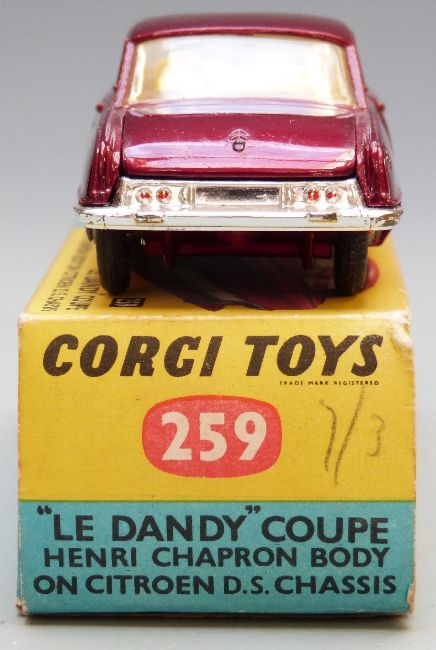 CORGI TOYS
TRADE MARK REGISTERED
259
7/3
"LE DANDY" COUPE
HENRI CHAPRON BODY
ON CITROEN D.S. CHASSIS